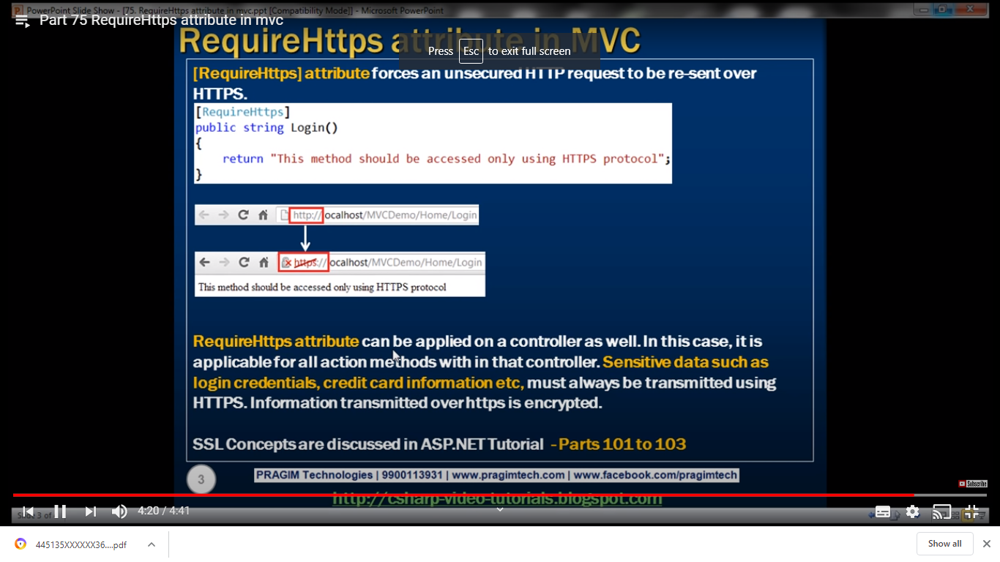 PowerPoint Slide Show - [75. RequireHttps attribute in mvc.ppt [Compatibility Mode]] - Microsoft PowerPoint
Part 75 RequireHttps attribute in mvc
RequireHttps attribute in MVC
Press Esc to exit full screen
[RequireHttps] attribute forces an unsecured HTTP request to be re-sent over
HTTPS.
[RequireHttps]
public string Login()
{
return "This method should be accessed only using HTTPS protocol";
}
http://localhost/MVCDemo/Home/Login
https://localhost/MVCDemo/Home/Login
This method should be accessed only using HTTPS protocol
RequireHttps attribute can be applied on a controller as well. In this case, it is
applicable for all action methods with in that controller. Sensitive data such as
login credentials, credit card information etc, must always be transmitted using
HTTPS. Information transmitted over https is encrypted.
SSL Concepts are discussed in ASP.NET Tutorial - Parts 101 to 103
3
PRAGIM Technologies | 9900113931 | www.pragimtech.com | www.facebook.com/pragimtech
Subscribe
http://csharp-video-tutorials.blogspot.com
Slide 3 of
4:20 / 4:41
445135XXXXXX36....pdf
Show all